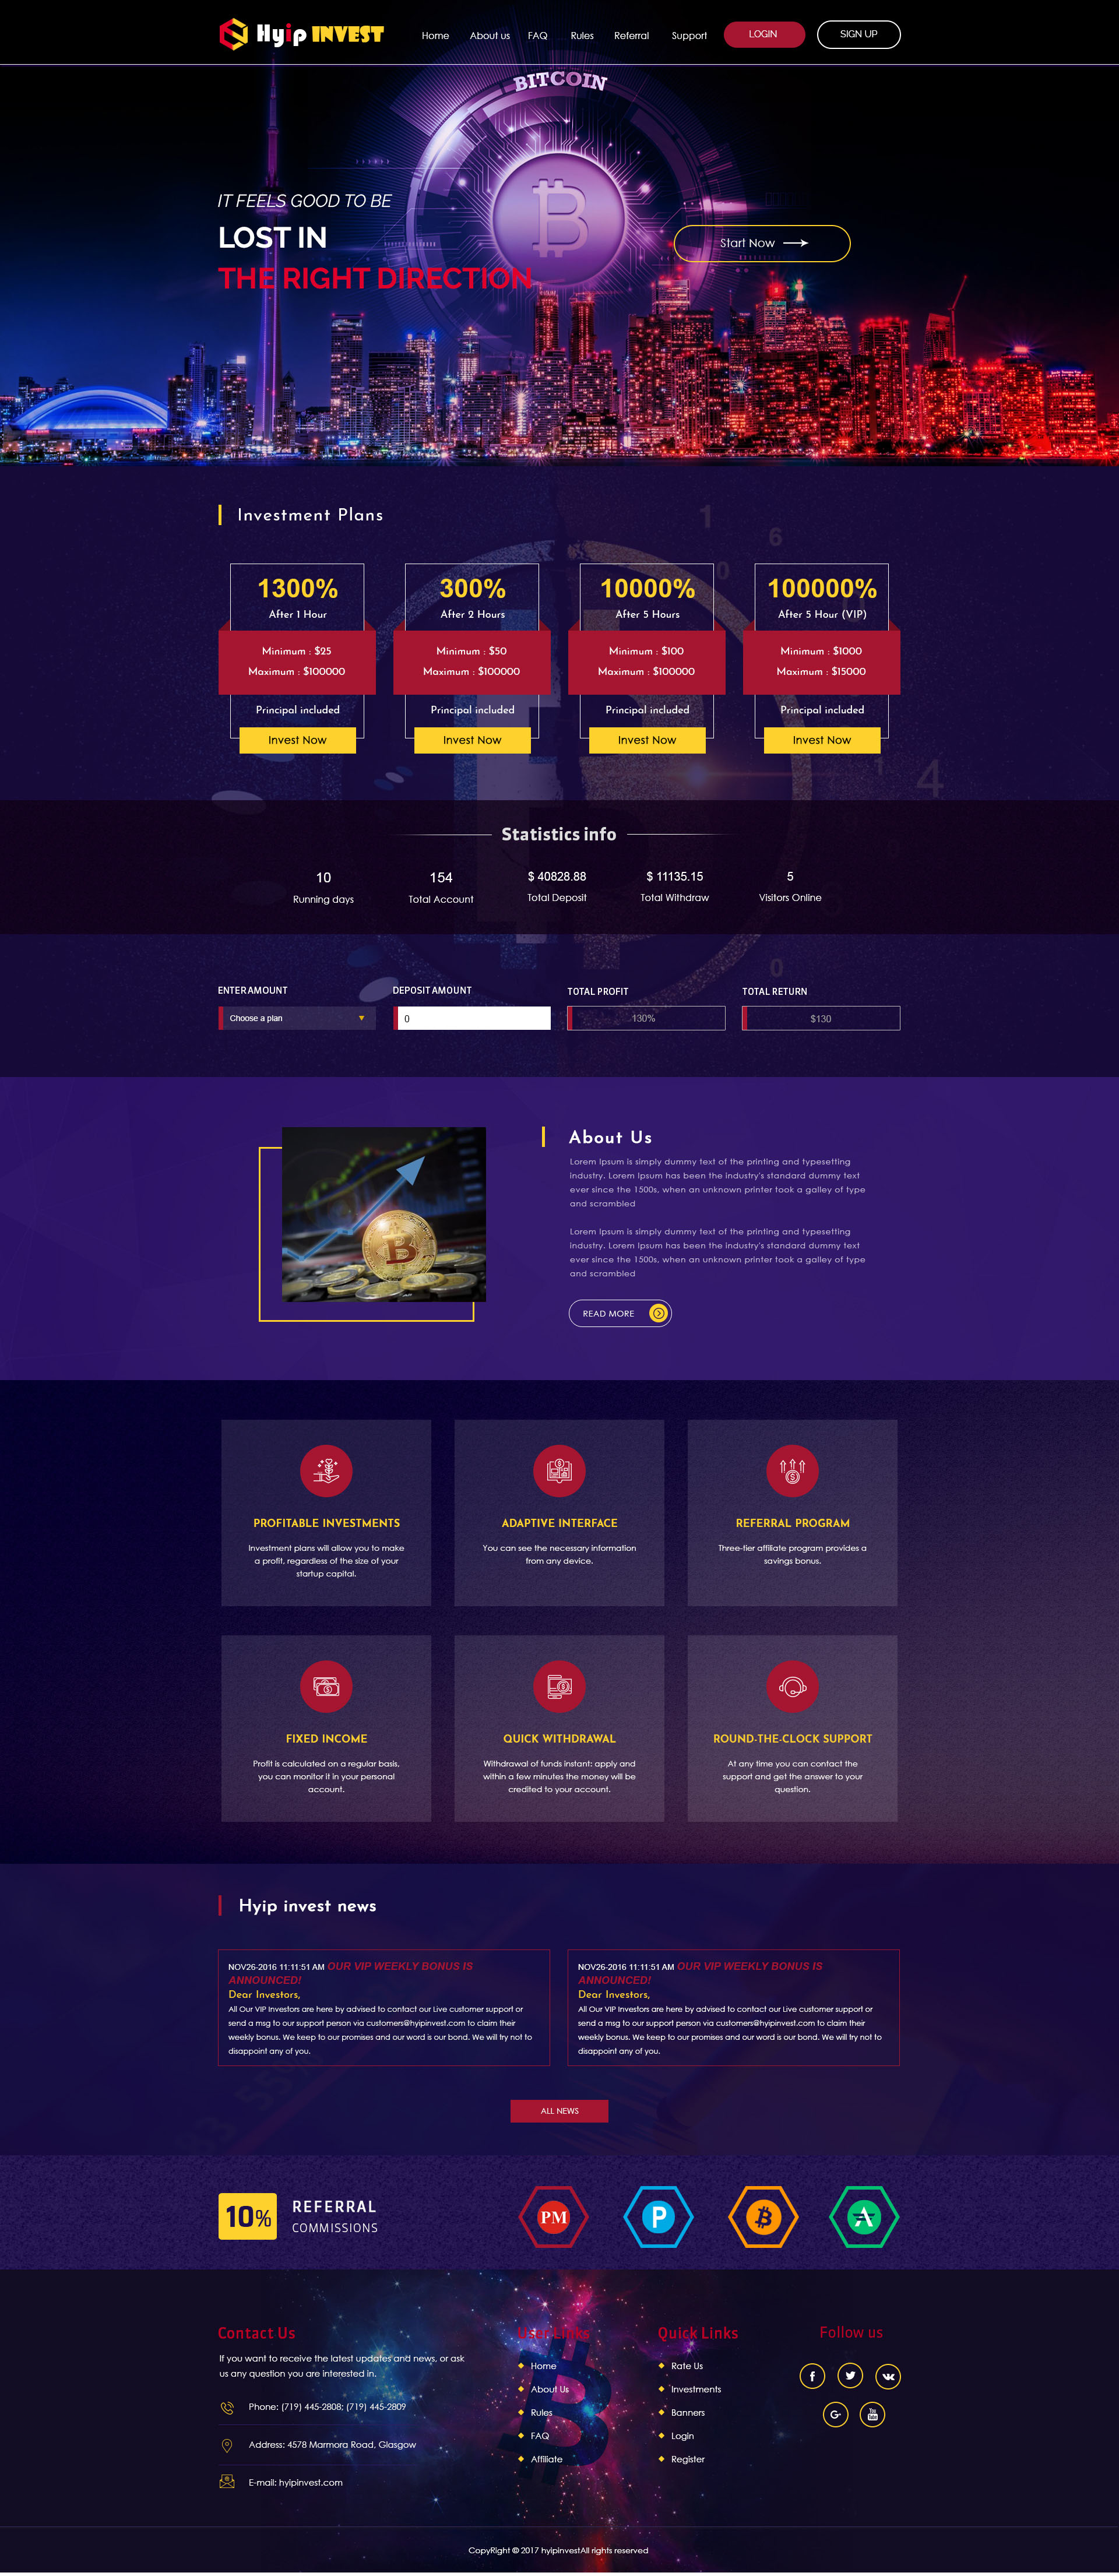 Hyip INVEST
Home About us FAQ Rules Referral Support LOGIN SIGN UP
BITCOIN
IT FEELS GOOD TO BE
LOST IN
THE RIGHT DIRECTION
Start Now
Investment Plans
1300%
After 1 Hour
Minimum : $25
Maximum : $100000
Principal included
Invest Now
300%
After 2 Hours
Minimum : $50
Maximum : $100000
Principal included
Invest Now
10000%
After 5 Hours
Minimum : $100
Maximum : $100000
Principal included
Invest Now
100000%
After 5 Hour (VIP)
Minimum : $1000
Maximum : $15000
Principal included
Invest Now
Statistics info
10
Running days
154
Total Account
$ 40828.88
Total Deposit
$ 11135.15
Total Withdraw
5
Visitors Online
ENTER AMOUNT
Choose a plan
DEPOSIT AMOUNT
0
TOTAL PROFIT
130%
TOTAL RETURN
$130
About Us
Lorem Ipsum is simply dummy text of the printing and typesetting
industry. Lorem Ipsum has been the industry's standard dummy text
ever since the 1500s, when an unknown printer took a galley of type
and scrambled
Lorem Ipsum is simply dummy text of the printing and typesetting
industry. Lorem Ipsum has been the industry's standard dummy text
ever since the 1500s, when an unknown printer took a galley of type
and scrambled
READ MORE
PROFITABLE INVESTMENTS
Investment plans will allow you to make
a profit, regardless of the size of your
startup capital.
ADAPTIVE INTERFACE
You can see the necessary information
from any device.
REFERRAL PROGRAM
Three-tier affiliate program provides a
savings bonus.
FIXED INCOME
Profit is calculated on a regular basis,
you can monitor it in your personal
account.
QUICK WITHDRAWAL
Withdrawal of funds instant: apply and
within a few minutes the money will be
credited to your account.
ROUND-THE-CLOCK SUPPORT
At any time you can contact the
support and get the answer to your
question.
Hyip invest news
NOV26-2016 11:11:51 AM OUR VIP WEEKLY BONUS IS
ANNOUNCED!
Dear Investors,
All Our VIP Investors are here by advised to contact our Live customer support or
send a msg to our support person via customers@hyipinvest.com to claim their
weekly bonus. We keep to our promises and our word is our bond. We will try not to
disappoint any of you.
NOV26-2016 11:11:51 AM OUR VIP WEEKLY BONUS IS
ANNOUNCED!
Dear Investors,
All Our VIP Investors are here by advised to contact our Live customer support or
send a msg to our support person via customers@hyipinvest.com to claim their
weekly bonus. We keep to our promises and our word is our bond. We will try not to
disappoint any of you.
ALL NEWS
10%
REFERRAL
COMMISSIONS
PM
Contact Us
If you want to receive the latest updates and news, or ask
us any question you are interested in.
Phone: (719) 445-2808; (719) 445-2809
Address: 4578 Marmora Road, Glasgow
E-mail: hyipinvest.com
User Links
Home
About Us
Rules
FAQ
Affiliate
Quick Links
Rate Us
Investments
Banners
Login
Register
Follow us
CopyRight © 2017 hyipinvestAll rights reserved